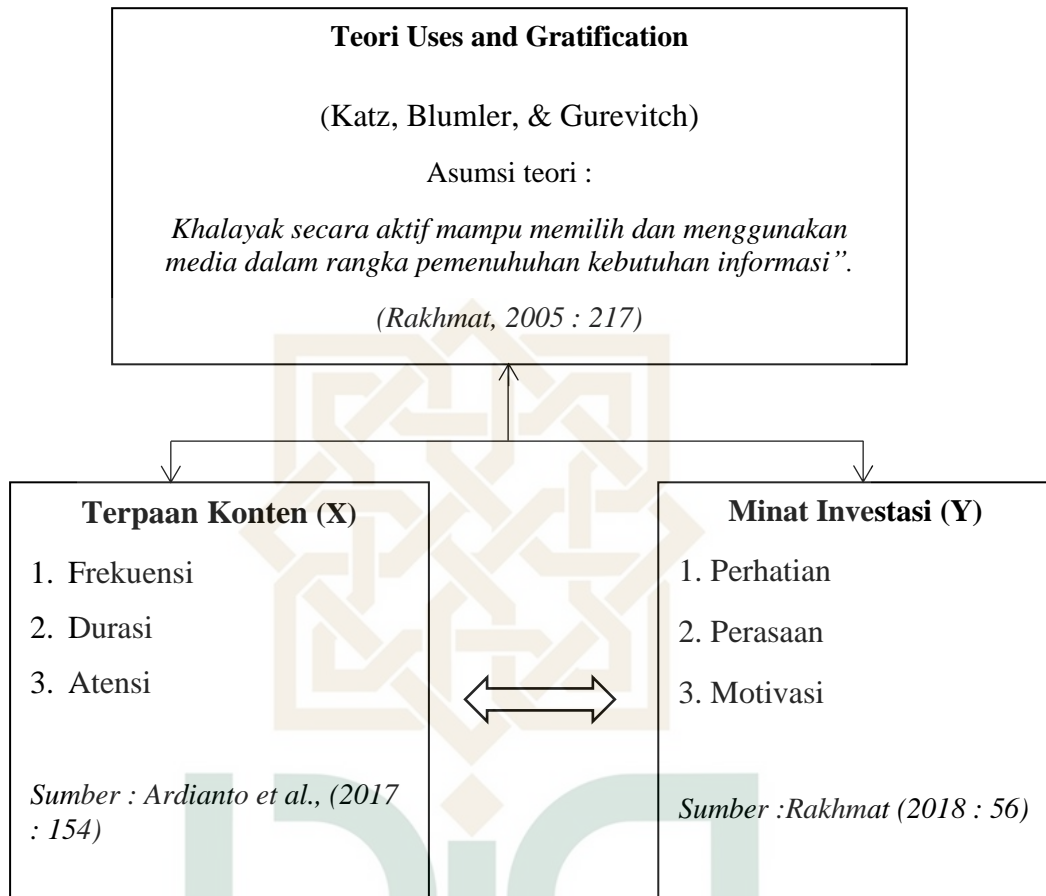 Teori Uses and Gratification
(Katz, Blumler, & Gurevitch)
Asumsi teori :
Khalayak secara aktif mampu memilih dan menggunakan
media dalam rangka pemenuhuhan kebutuhan informasi”.
(Rakhmat, 2005 : 217)
Terpaan Konten (X)
1. Frekuensi
2. Durasi
3. Atensi
Sumber : Ardianto et al., (2017
: 154)
Minat Investasi (Y)
1. Perhatian
2. Perasaan
3. Motivasi
Sumber :Rakhmat (2018 : 56)